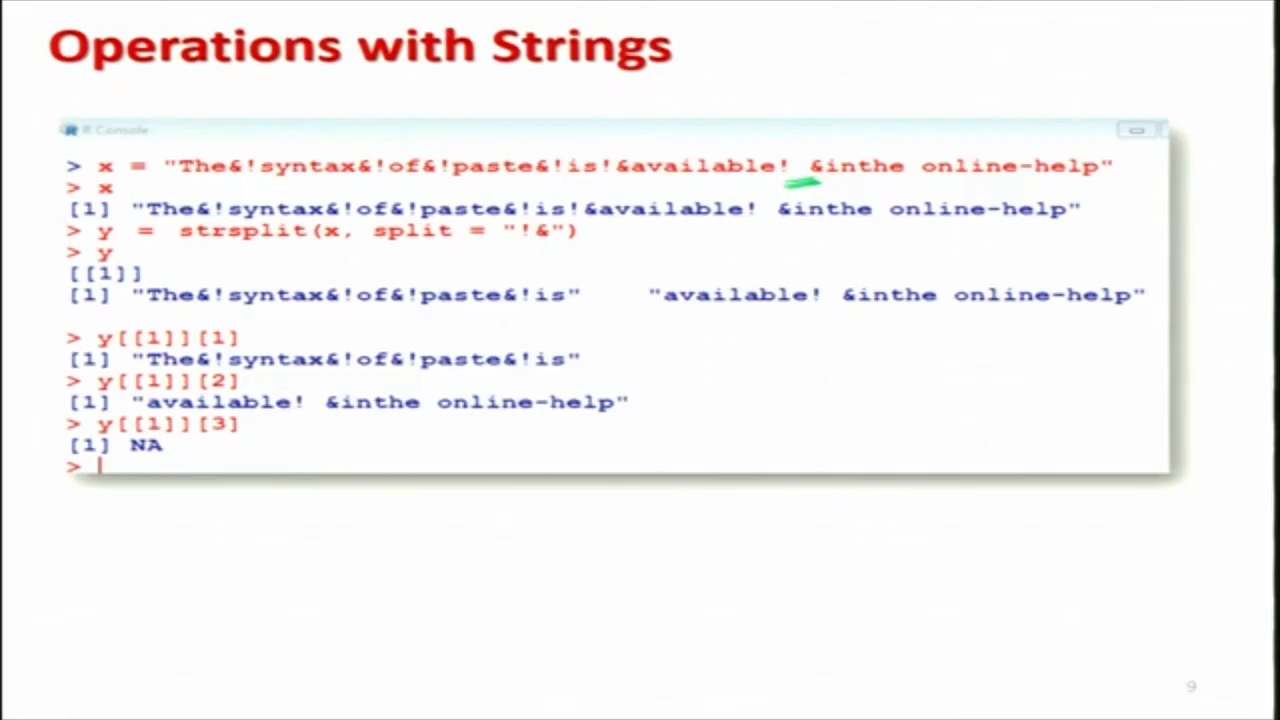 Operations with Strings
R Console
> x = "The&!syntax&!of&!paste&!is!&available! &inthe online-help"
> x
[1] "The&!syntax&!of&!paste&!is!&available! &inthe online-help"
> y = strsplit(x, split = "!&")
> y
[[1]]
[1] "The&!syntax&!of&!paste&!is" "available! &inthe online-help"
> y[[1]][1]
[1] "The&!syntax&!of&!paste&!is"
> y[[1]][2]
[1] "available! &inthe online-help"
> y[[1]][3]
[1] NA
>
9